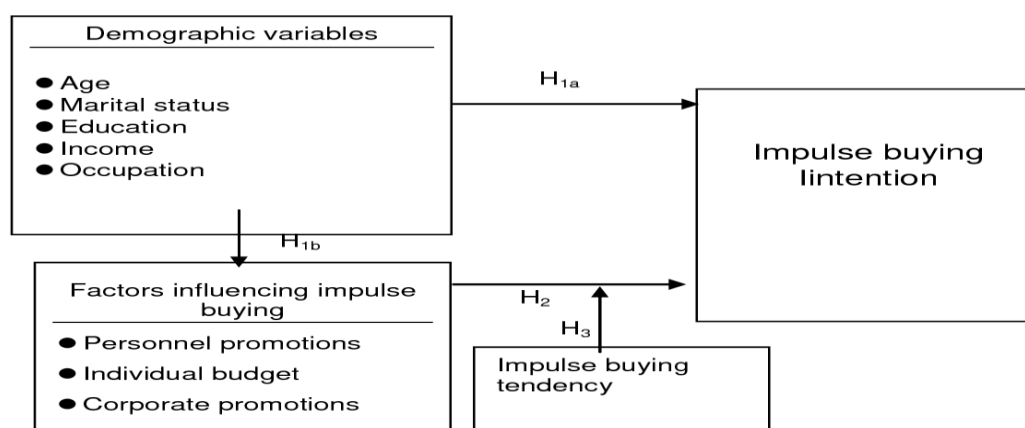 Demographic variables
● Age
● Marital status
● Education
● Income
● Occupation
H1a
Impulse buying
lintention
H1b
Factors influencing impulse
buying
● Personnel promotions
● Individual budget
● Corporate promotions
H2
H3
Impulse buying
tendency